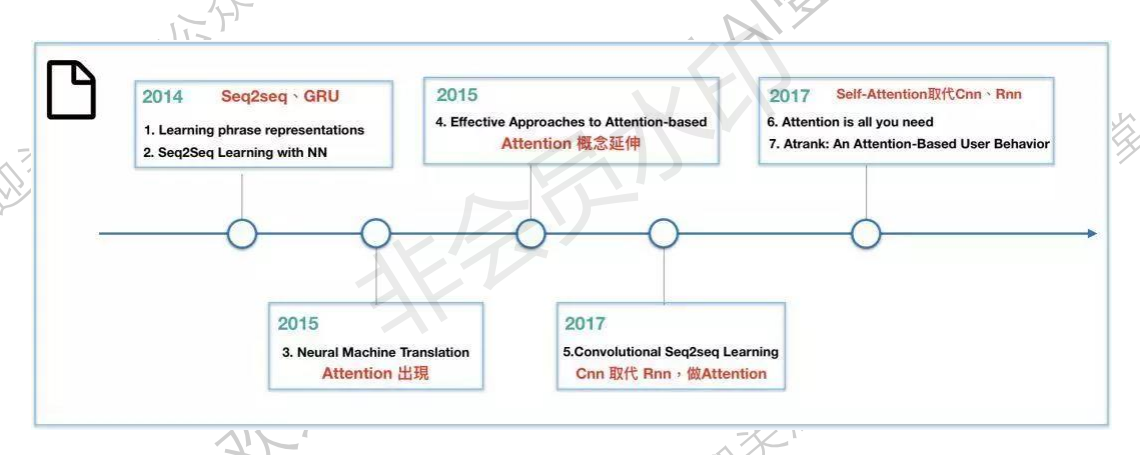 2014 Seq2seq、GRU
1. Learning phrase representations
2. Seq2Seq Learning with NN
2015
3. Neural Machine Translation
Attention 出現
2015
4. Effective Approaches to Attention-based
Attention 概念延伸
2017
5.Convolutional Seq2seq Learning
Cnn 取代 Rnn，做Attention
2017 Self-Attention取代Cnn、Rnn
6. Attention is all you need
7. Atrank: An Attention-Based User Behavior
非会员水印